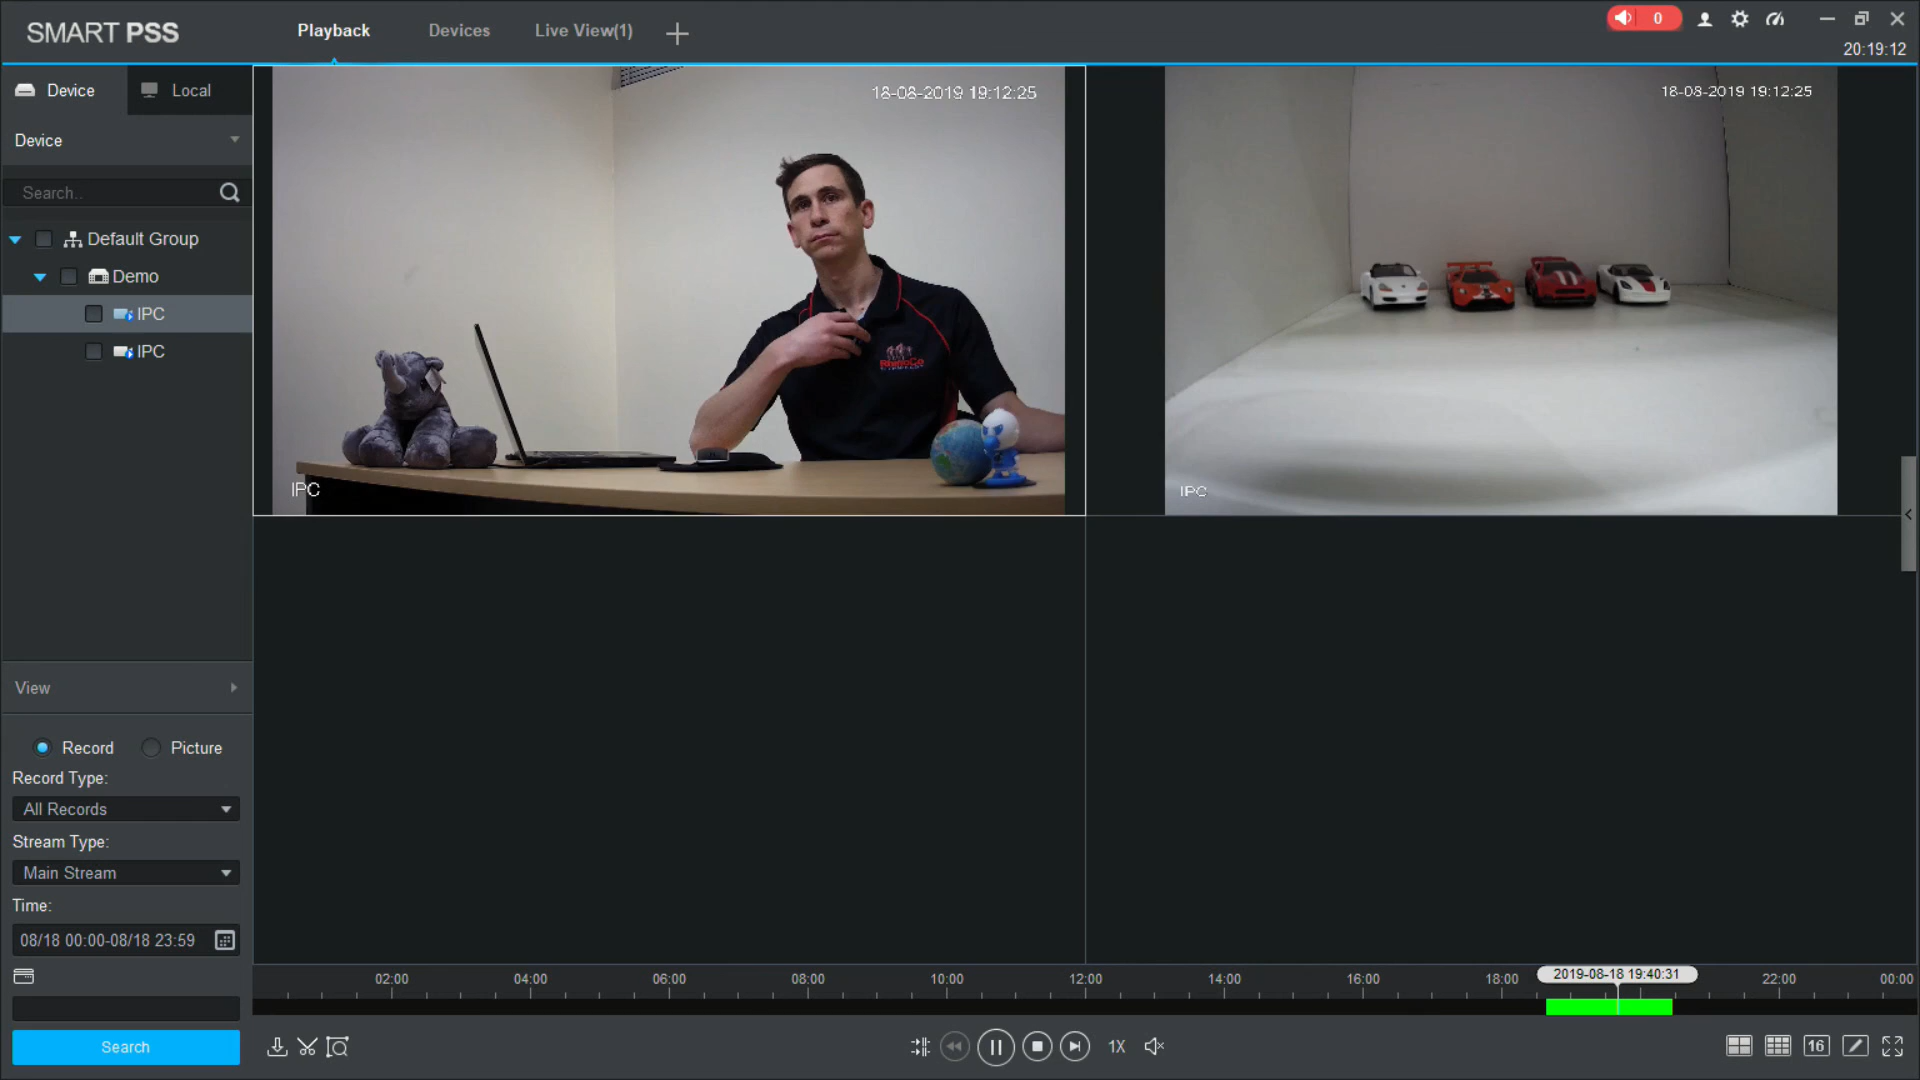 SMART PSS
Playback
Devices
Live View(1)
0
20:19:12
Device
Local
Device
Search..
Default Group
Demo
IPC
IPC
18-08-2019 19:12:25
RhinoCo
IPC
18-08-2019 19:12:25
IPC
View
Record
Picture
Record Type:
All Records
Stream Type:
Main Stream
Time:
08/18 00:00-08/18 23:59
Search
02:00
04:00
06:00
08:00
10:00
12:00
14:00
16:00
18:00
2019-08-18 19:40:31
22:00
00:00
1X
16